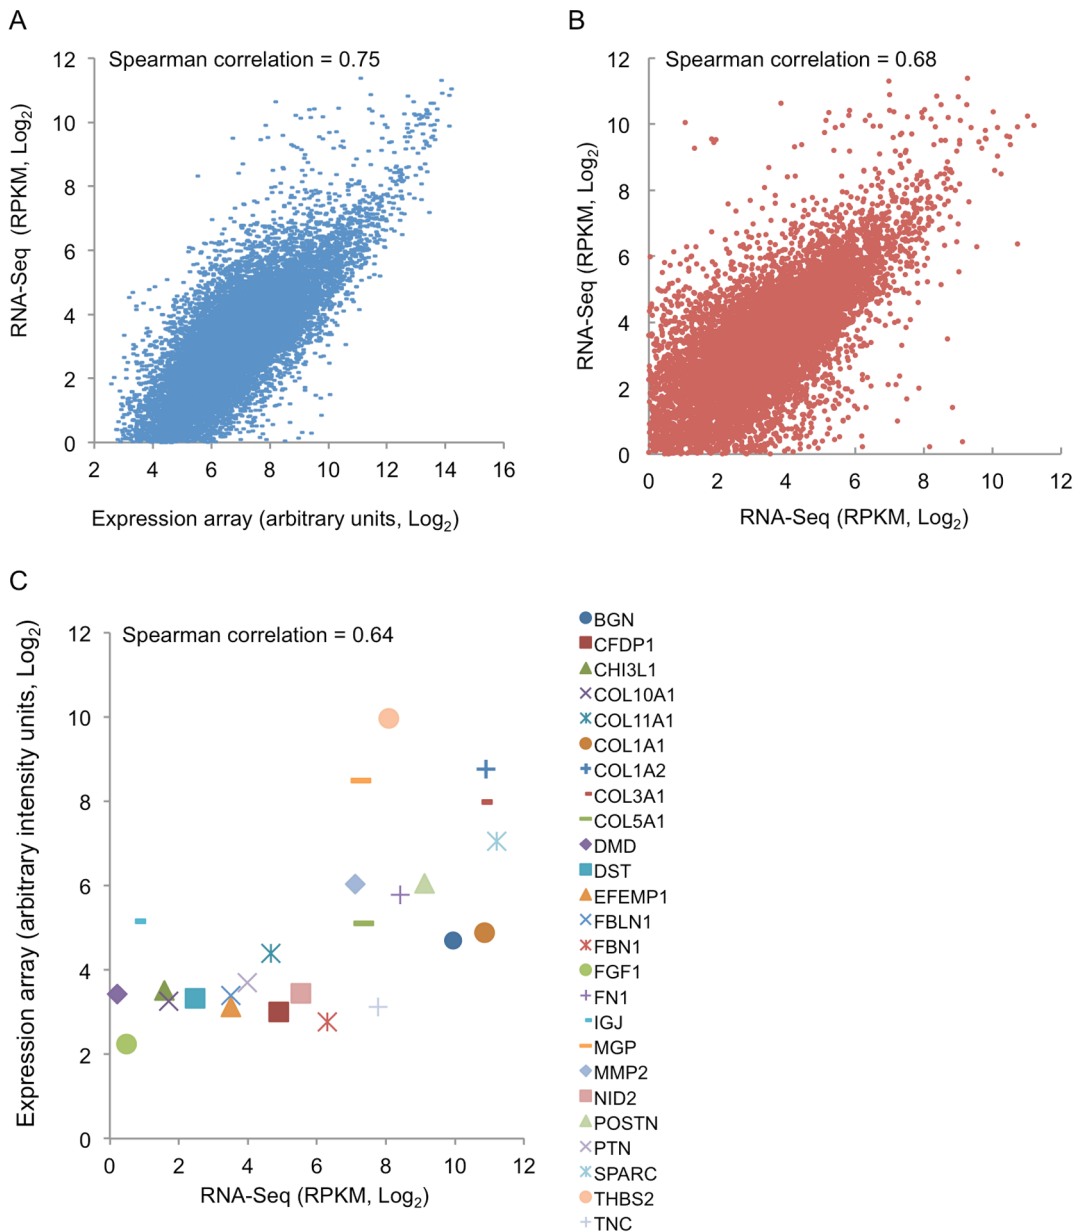 A
Spearman correlation = 0.75
RNA-Seq (RPKM, Log2)
12
10
8
6
4
2
0
2 4 6 8 10 12 14 16
Expression array (arbitrary units, Log2)
B
Spearman correlation = 0.68
RNA-Seq (RPKM, Log2)
12
10
8
6
4
2
0
0 2 4 6 8 10 12
RNA-Seq (RPKM, Log2)
C
Spearman correlation = 0.64
Expression array (arbitrary intensity units, Log2)
12
10
8
6
4
2
0
0 2 4 6 8 10 12
RNA-Seq (RPKM, Log2)
BGN
CFDP1
CHI3L1
COL10A1
COL11A1
COL1A1
COL1A2
COL3A1
COL5A1
DMD
DST
EFEMP1
FBLN1
FBN1
FGF1
FN1
IGJ
MGP
MMP2
NID2
POSTN
PTN
SPARC
THBS2
TNC